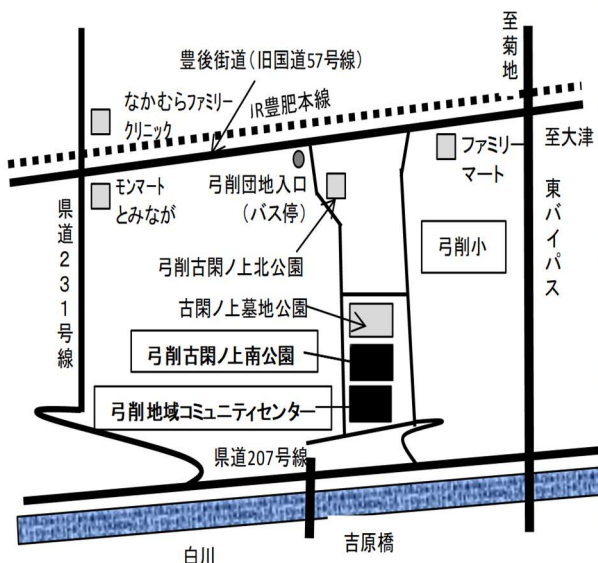 至菊地
豊後街道（旧国道57号線）
なかむらファミリー
クリニック
JR豊肥本線
至大津
ファミリー
マート
モンマート
とみなが
弓削団地入口
（バス停）
県道231号線
東バイパス
弓削小
弓削古閑ノ上北公園
古閑ノ上墓地公園
弓削古閑ノ上南公園
弓削地域コミュニティセンター
県道207号線
吉原橋
白川